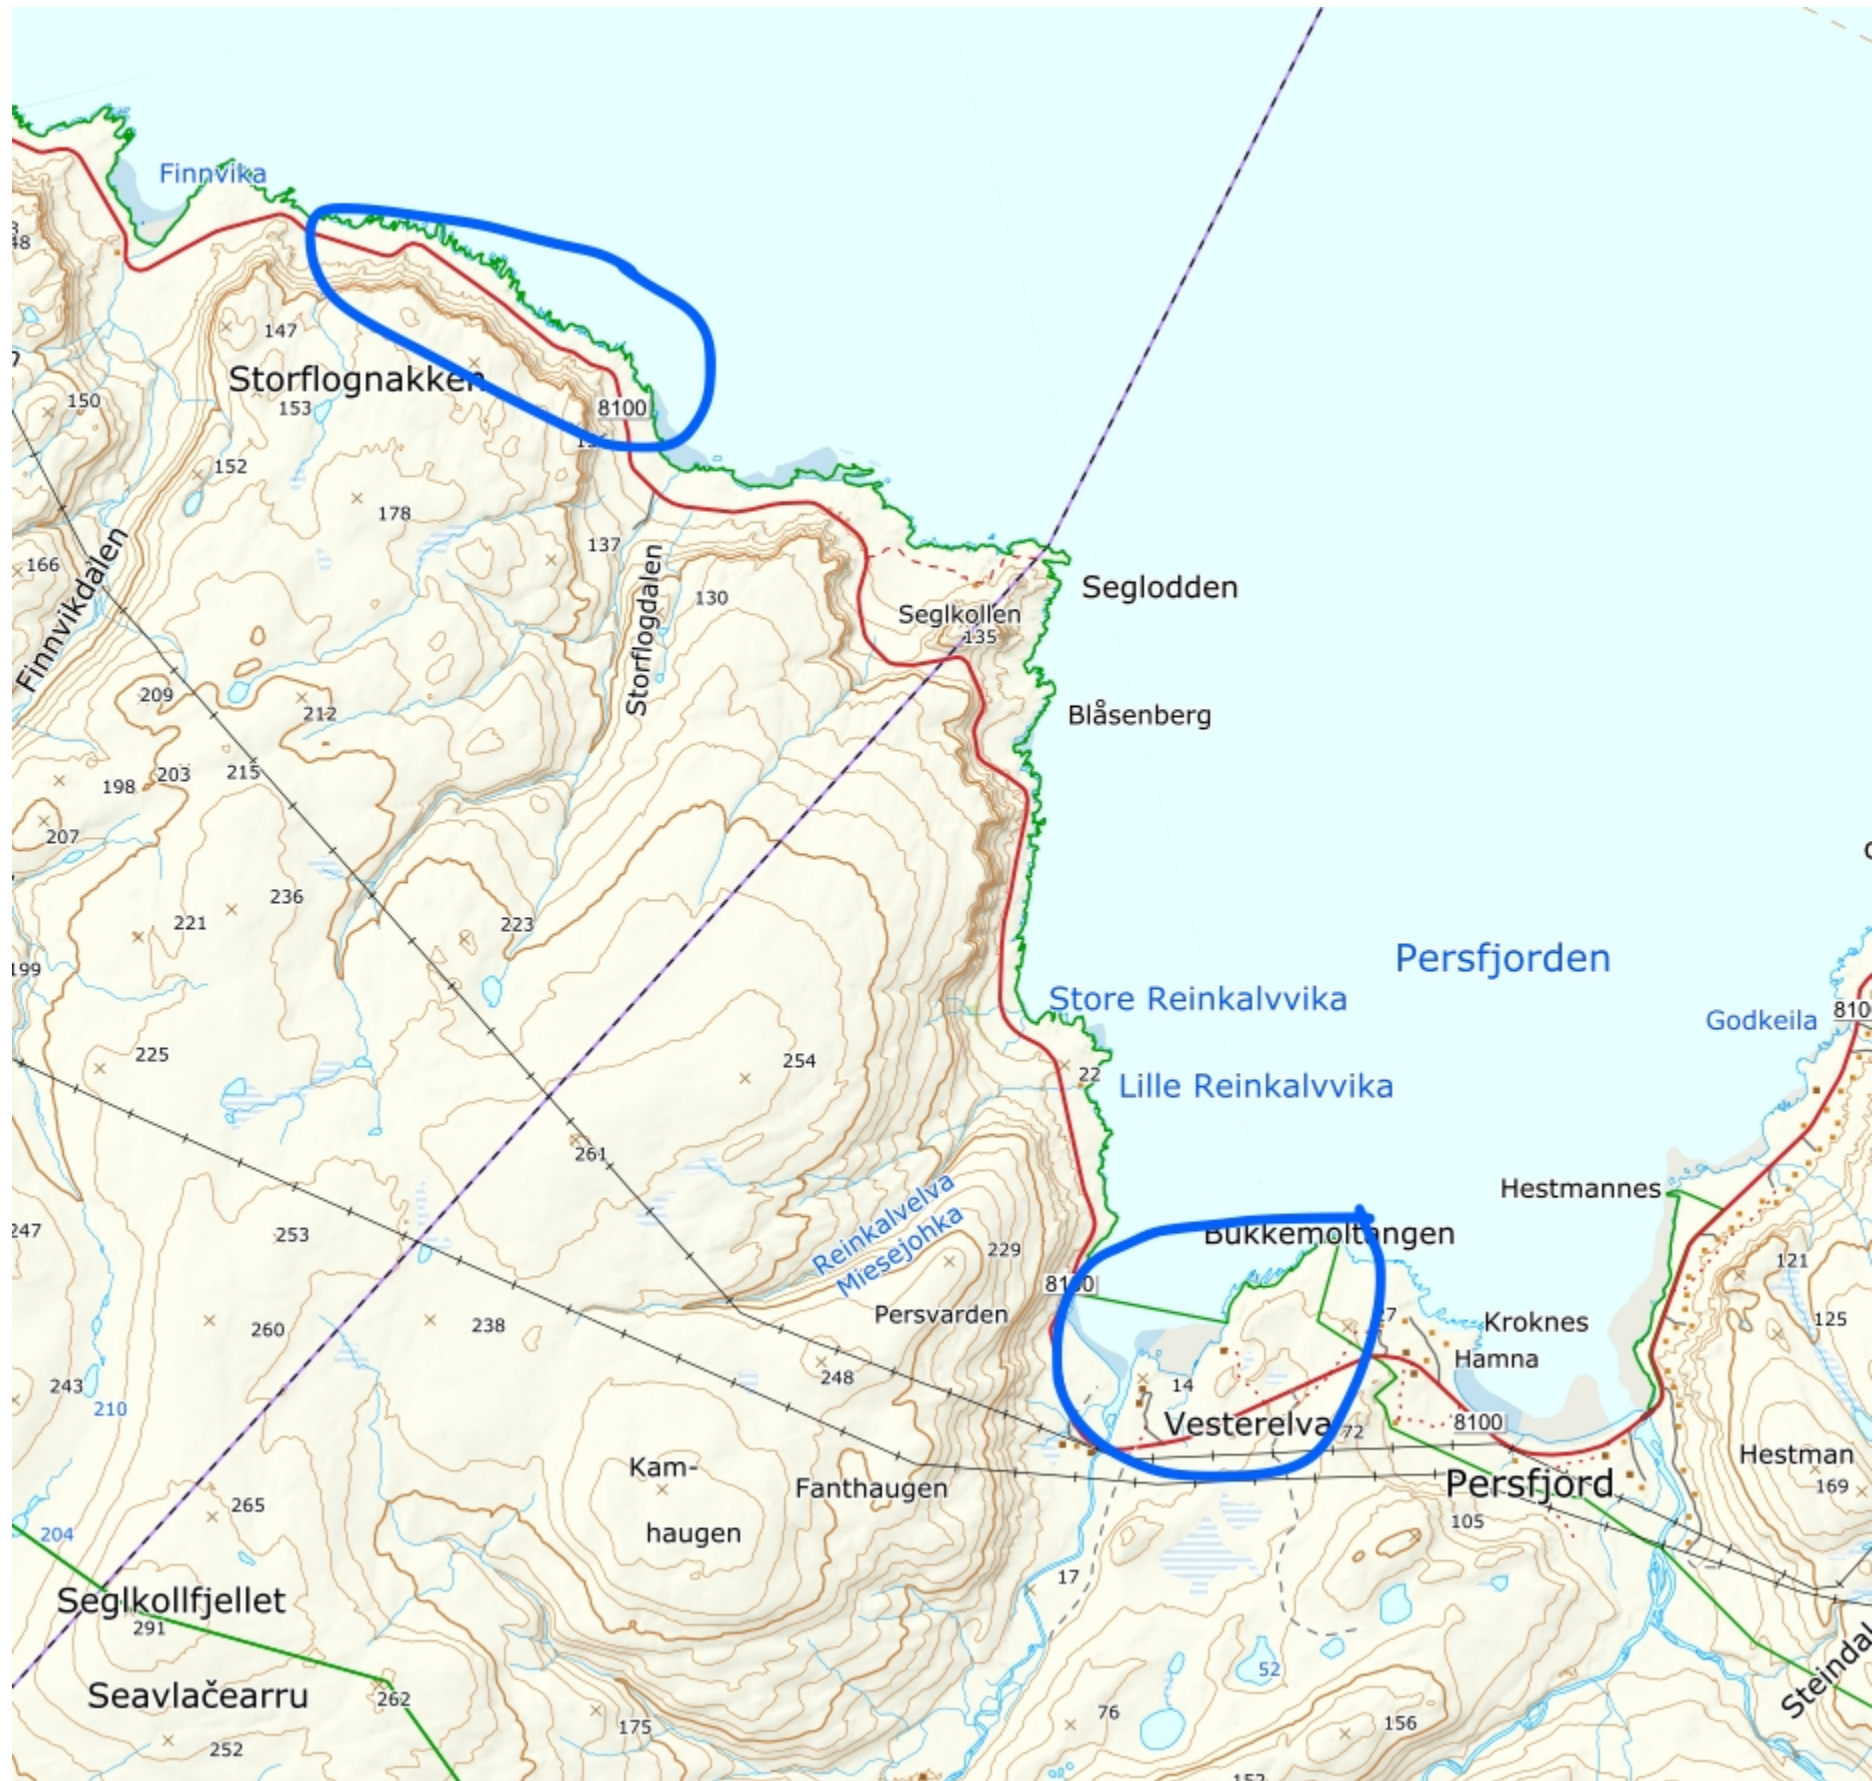 Finnvika
48
147
Storflognakken
153
150
8100
152
178
166
Finnvikdalen
137
Storflogdalen
130
Seglodden
Seglkollen
135
209
212
Blåsenberg
198
203
215
207
236
221
223
199
Persfjorden
Store Reinkalvvika
Godkeila
225
254
22
Lille Reinkalvvika
261
Hestmannes
247
253
Reinkalvelva
Miesejohka
229
Bukkemoltangen
121
8100
Persvarden
27
Kroknes
125
260
238
Hamna
248
243
14
210
Vesterelva
72
8100
Kam-
haugen
Fanthaugen
Persfjord
Hestman
169
265
105
204
17
Seglkollfjellet
291
52
Seavlačearru
262
Steindal
175
76
156
252